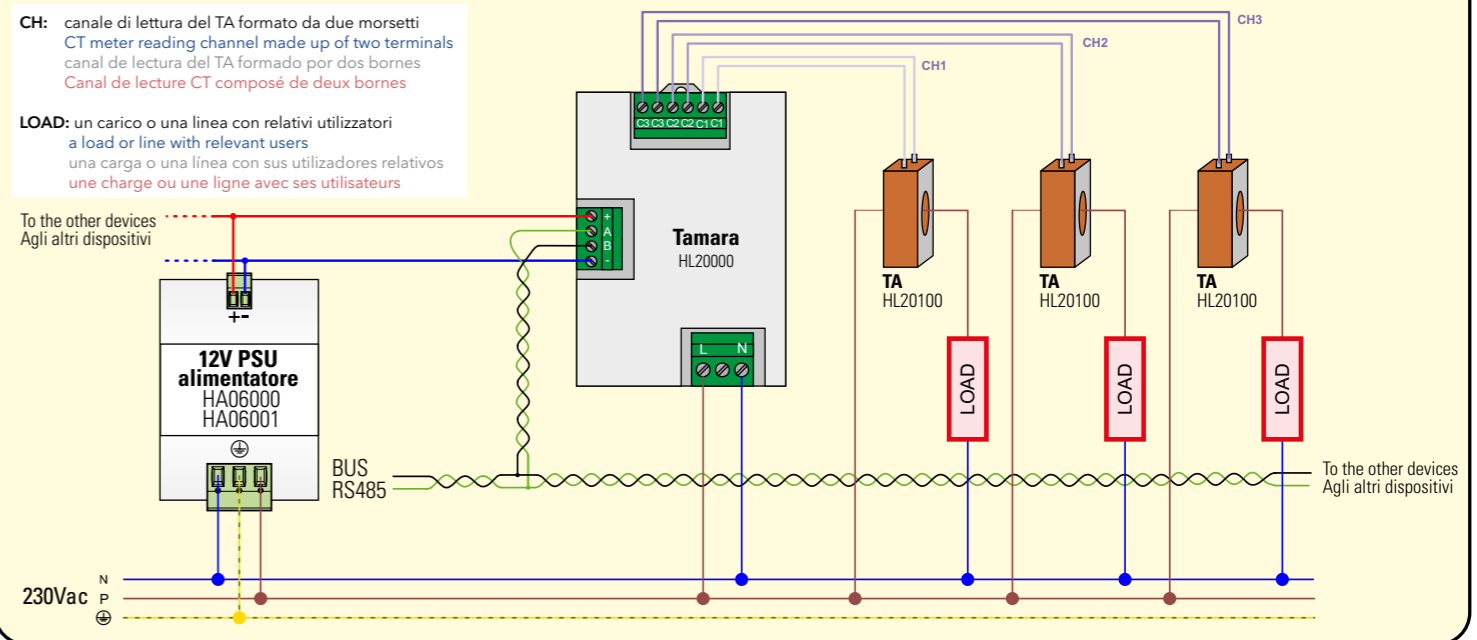 CH: canale di lettura del TA formato da due morsetti
CT meter reading channel made up of two terminals
canal de lectura del TA formado por dos bornes
Canal de lecture CT composé de deux bornes
LOAD: un carico o una linea con relativi utilizzatori
a load or line with relevant users
una carga o una línea con sus utilizadores relativos
une charge ou une ligne avec ses utilisateurs
CH3
CH2
CH1
C3 C3 C2 C2 C1 C1
To the other devices
Agli altri dispositivi
+
A
B
-
Tamara
HL20000
L N
TA
HL20100
TA
HL20100
TA
HL20100
LOAD
LOAD
LOAD
+-
12V PSU
alimentatore
HA06000
HA06001
BUS
RS485
To the other devices
Agli altri dispositivi
N
230Vac P